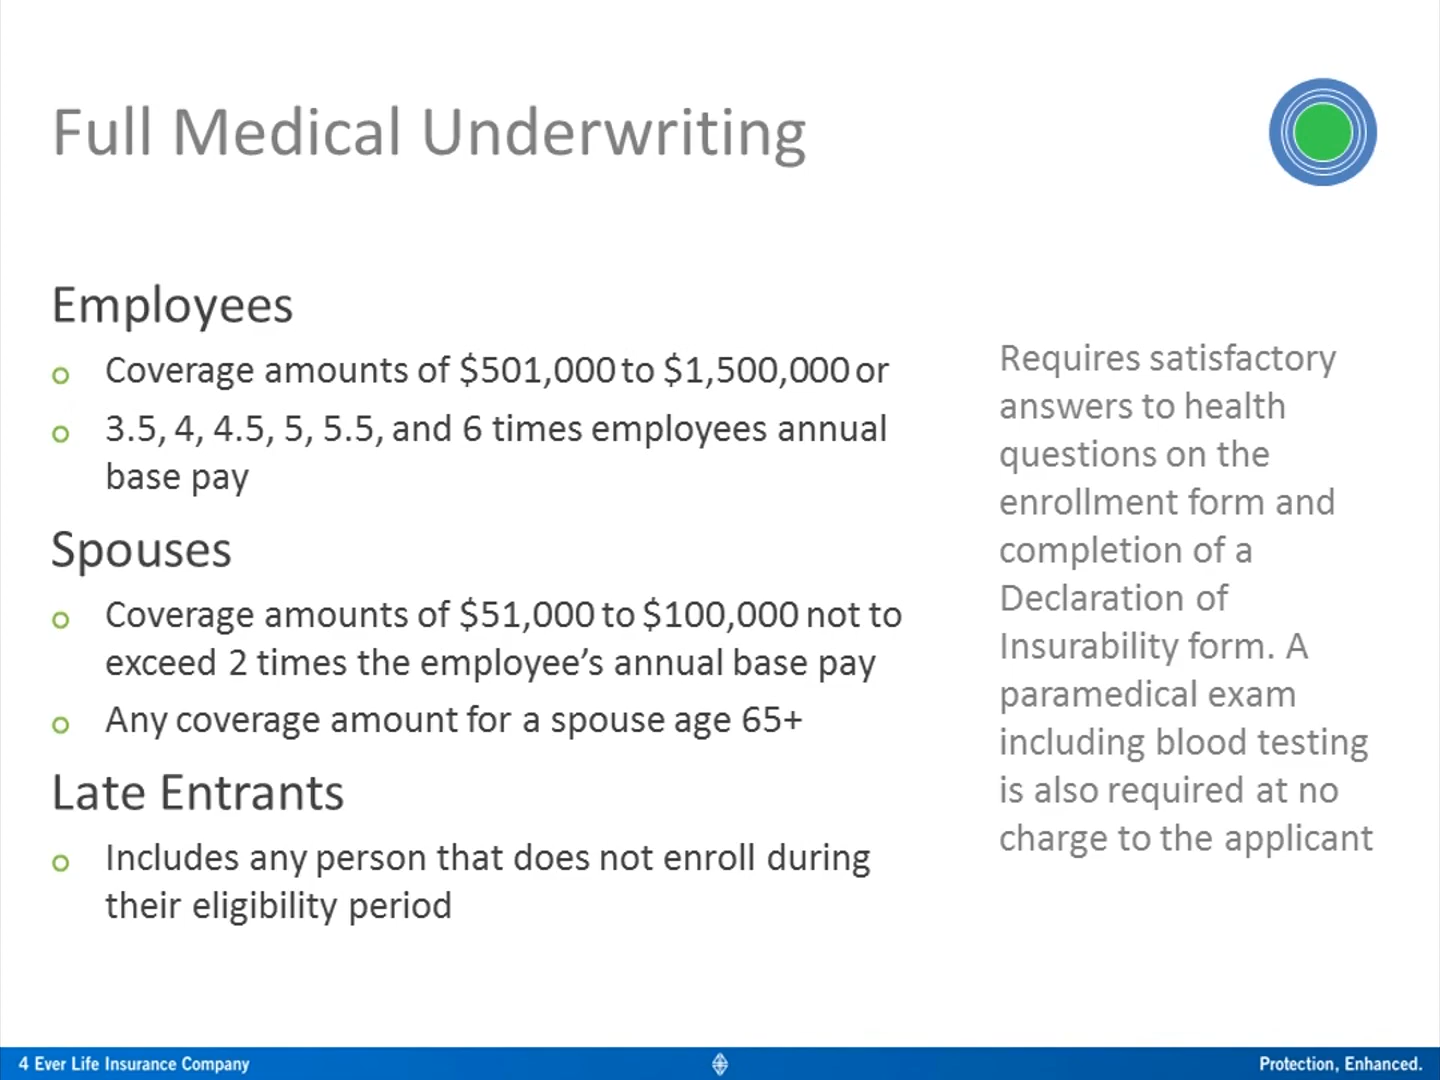 Full Medical Underwriting
Employees
Coverage amounts of $501,000 to $1,500,000 or
3.5, 4, 4.5, 5, 5.5, and 6 times employees annual
base pay
Spouses
Coverage amounts of $51,000 to $100,000 not to
exceed 2 times the employee’s annual base pay
Any coverage amount for a spouse age 65+
Late Entrants
Includes any person that does not enroll during
their eligibility period
Requires satisfactory
answers to health
questions on the
enrollment form and
completion of a
Declaration of
Insurability form. A
paramedical exam
including blood testing
is also required at no
charge to the applicant
4 Ever Life Insurance Company
Protection, Enhanced.